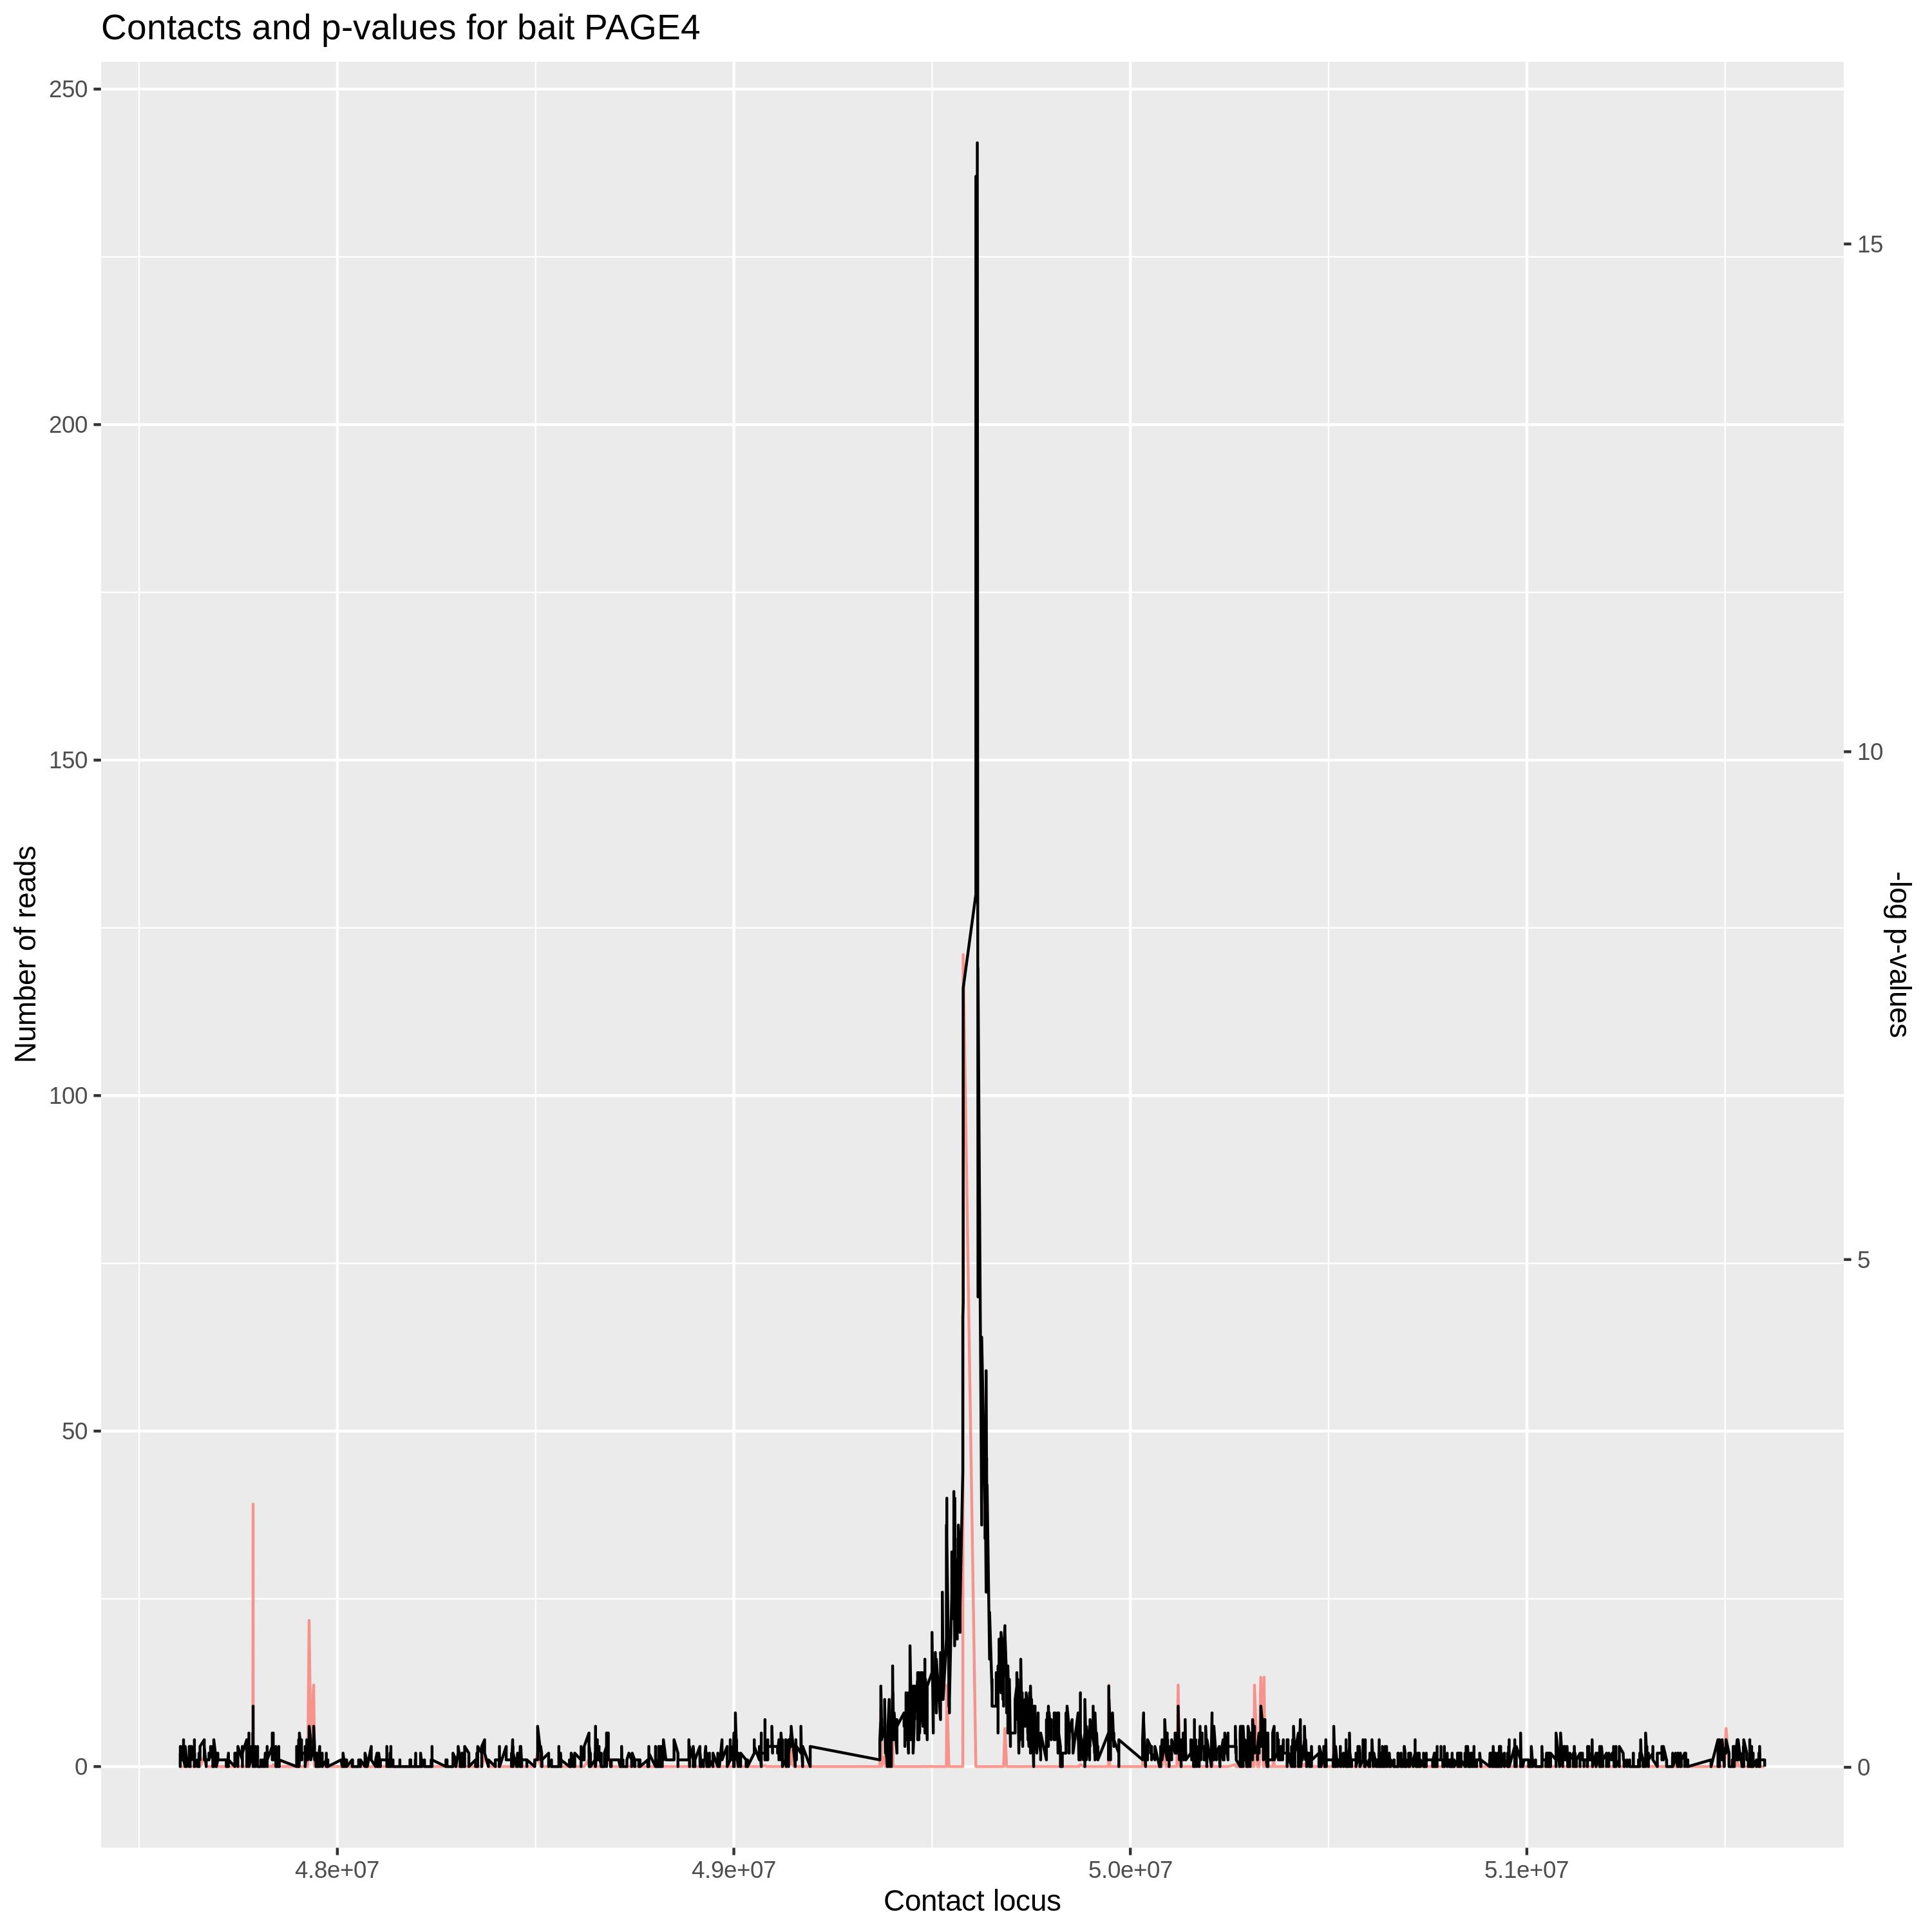 Contacts and p-values for bait PAGE4
250
200
150
100
50
0
Number of reads
15
10
5
0
-log p-values
4.8e+07
4.9e+07
5.0e+07
5.1e+07
Contact locus